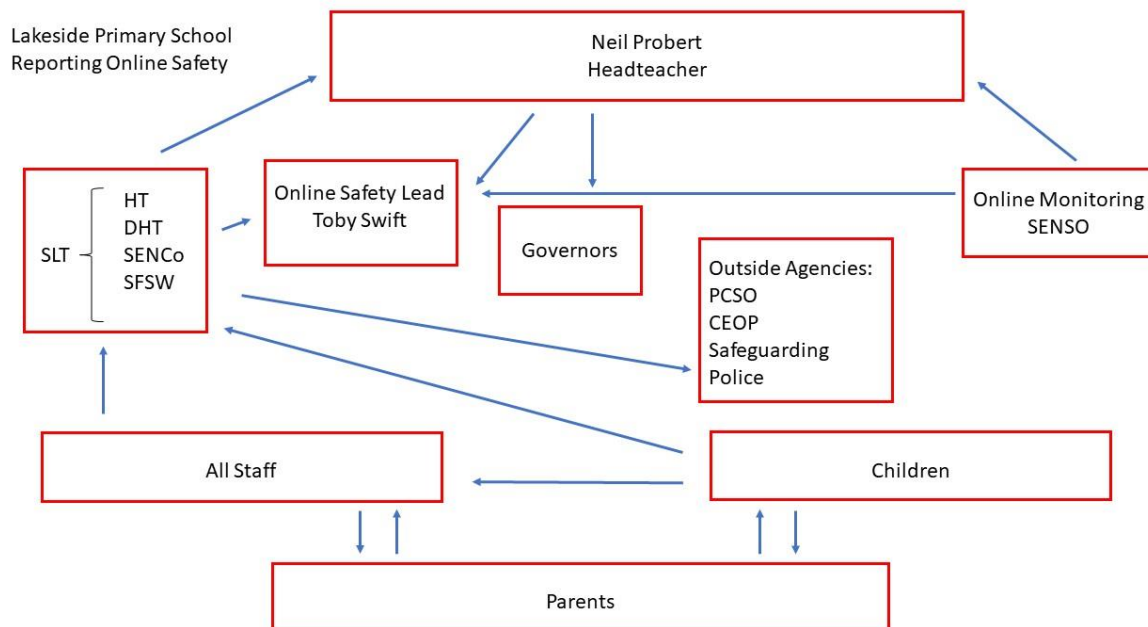 Lakeside Primary School
Reporting Online Safety
Neil Probert
Headteacher
SLT
HT
DHT
SENCo
SFSW
Online Safety Lead
Toby Swift
Governors
Online Monitoring
SENSO
Outside Agencies:
PCSO
CEOP
Safeguarding
Police
All Staff
Children
Parents